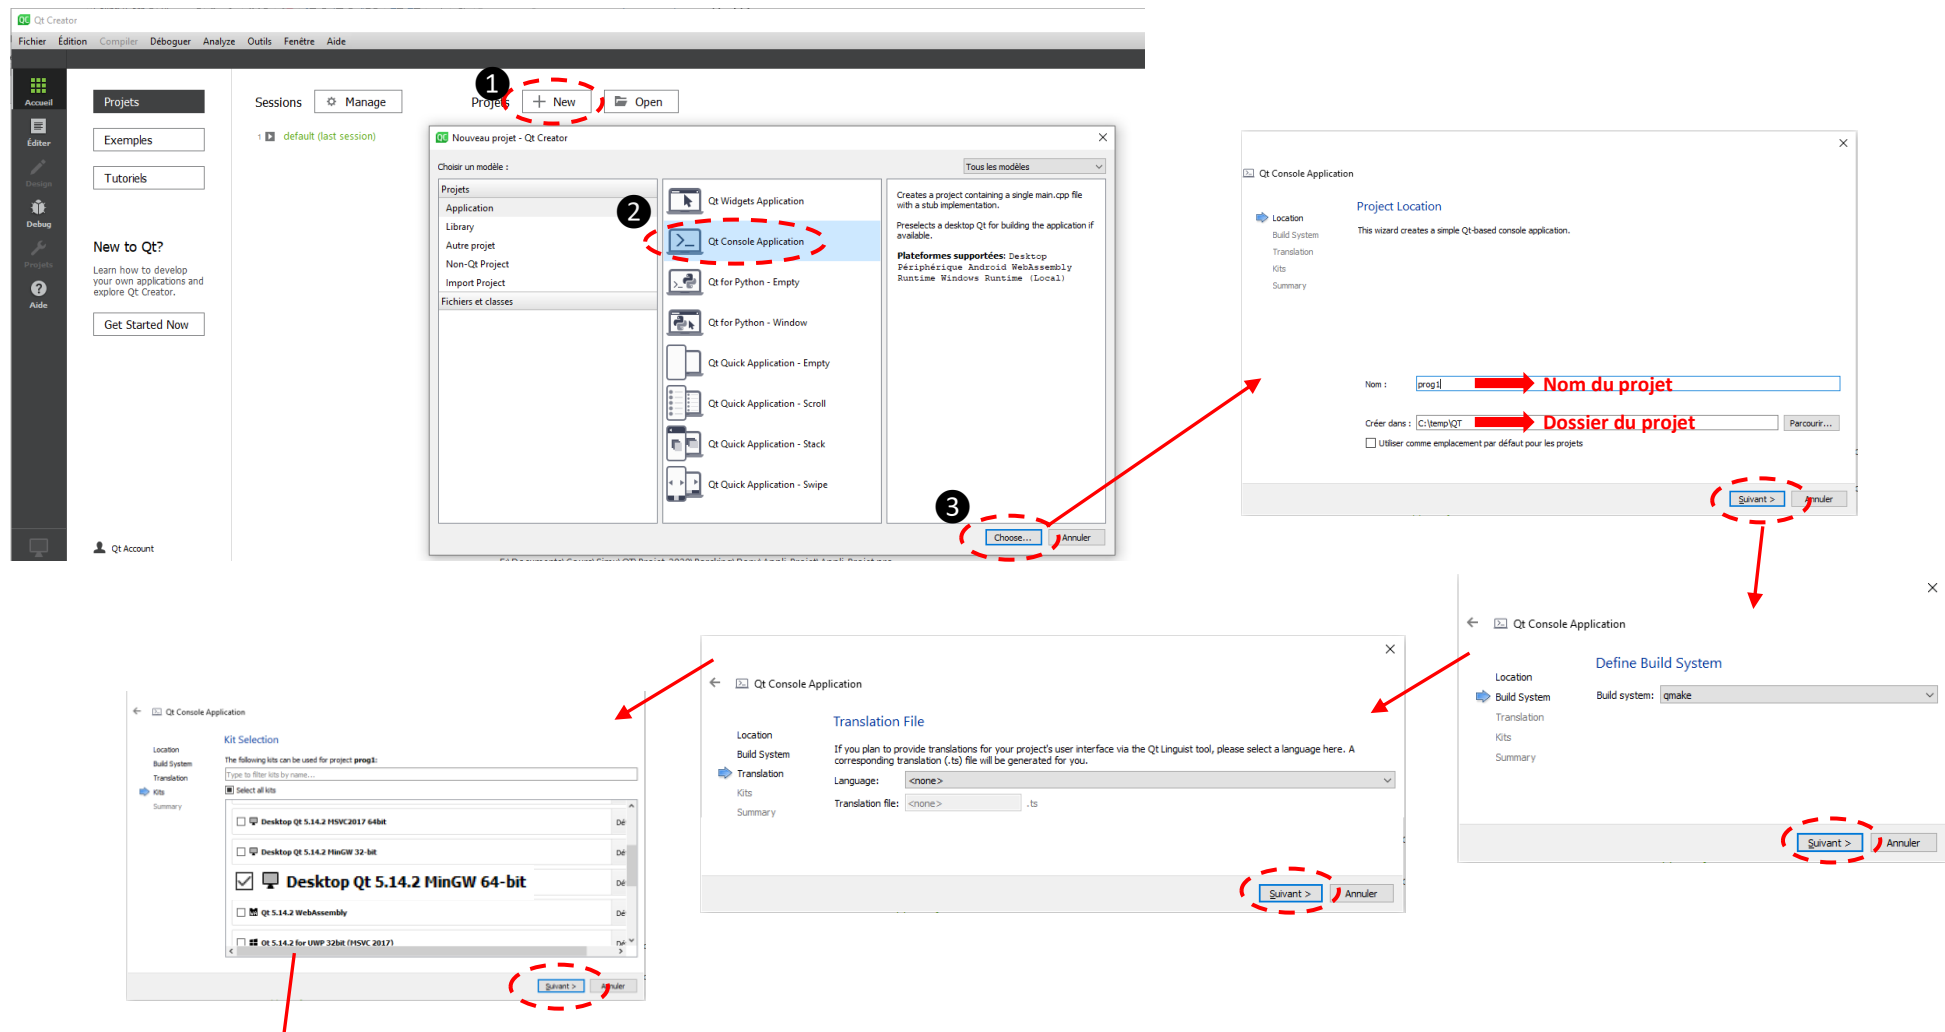 Qt Creator
Fichier Édition Compiler Déboguer Analyze Outils Fenêtre Aide
Accueil
Éditer
Design
Debug
Projets
Aide
Projets
Exemples
Tutoriels
New to Qt?
Learn how to develop
your own applications and
explore Qt Creator.
Get Started Now
Qt Account
Sessions Manage
1 default (last session)
1
Projets New Open
Nouveau projet - Qt Creator
Choisir un modèle :
Tous les modèles
Projets
Application
Library
Autre projet
Non-Qt Project
Import Project
Fichiers et classes
2
Qt Widgets Application
Qt Console Application
Qt for Python - Empty
Qt for Python - Window
Qt Quick Application - Empty
Qt Quick Application - Scroll
Qt Quick Application - Stack
Qt Quick Application - Swipe
Creates a project containing a single main.cpp file
with a stub implementation.
Preselects a desktop Qt for building the application if
available.
Plateformes supportées: Desktop
Périphérique Android WebAssembly
Runtime Windows Runtime (Local)
3
Choose... Annuler
Qt Console Application
Location
Build System
Translation
Kits
Summary
Project Location
This wizard creates a simple Qt-based console application.
Nom : prog1 Nom du projet
Créer dans : C:\temp\QT Dossier du projet Parcourir...
Utiliser comme emplacement par défaut pour les projets
Suivant > Annuler
Qt Console Application
Location
Build System
Translation
Kits
Summary
Define Build System
Build system: qmake
Suivant > Annuler
Qt Console Application
Location
Build System
Translation
Kits
Summary
Translation File
If you plan to provide translations for your project's user interface via the Qt Linguist tool, please select a language here. A
corresponding translation (.ts) file will be generated for you.
Language: <none>
Translation file: <none> .ts
Suivant > Annuler
Qt Console Application
Location
Build System
Translation
Kits
Summary
Kit Selection
The following kits can be used for project prog1:
Type to filter kits by name...
Select all kits
Desktop Qt 5.14.2 MSVC2017 64bit Dé
Desktop Qt 5.14.2 MinGW 32-bit Dé
Desktop Qt 5.14.2 MinGW 64-bit Dé
Qt 5.14.2 WebAssembly Dé
Qt 5.14.2 for UWP 32bit (MSVC 2017) Dé
Suivant > Annuler